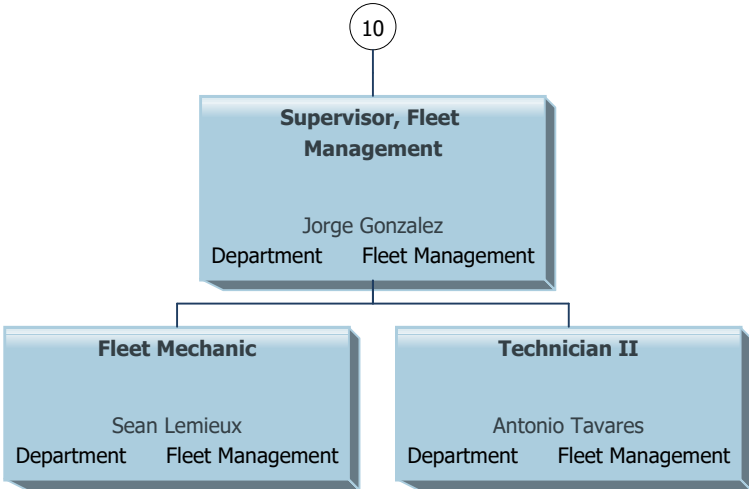 10
Supervisor, Fleet
Management
Jorge Gonzalez
Department Fleet Management
Fleet Mechanic
Sean Lemieux
Department Fleet Management
Technician II
Antonio Tavares
Department Fleet Management